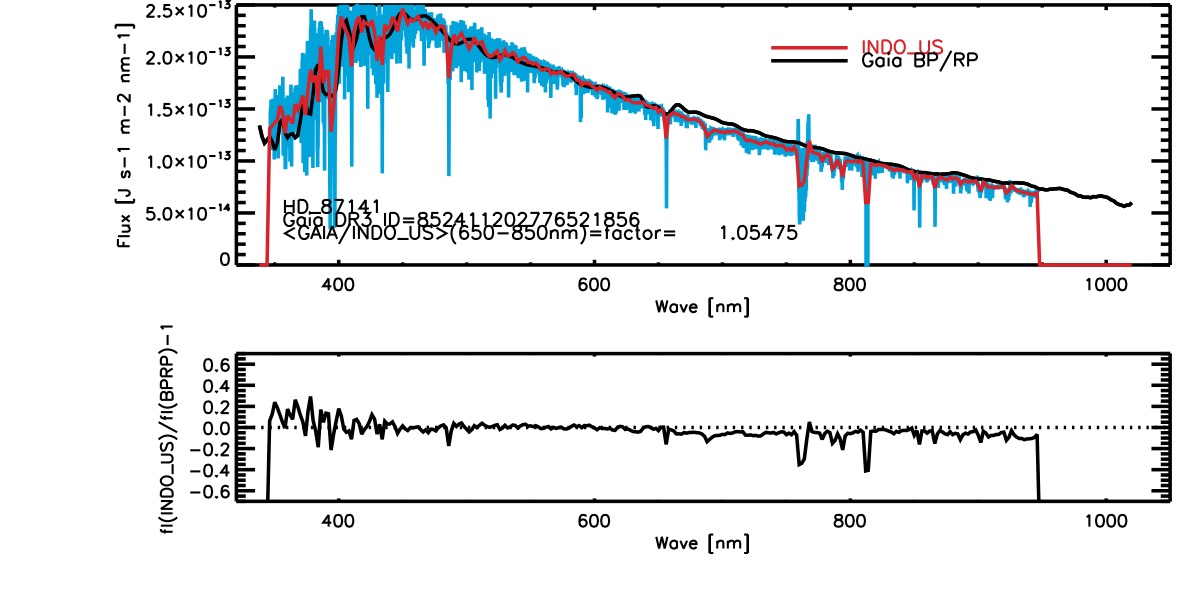 2.5×10⁻¹³
2.0×10⁻¹³
1.5×10⁻¹³
1.0×10⁻¹³
5.0×10⁻¹⁴
0
Flux [J s−1 m−2 nm−1]
INDO_US
Gaia BP/RP
HD_87141
Gaia DR3 ID=852411202776521856
<GAIA/INDO_US>(650−850nm)=factor= 1.05475
400 600 800 1000
Wave [nm]
0.6
0.4
0.2
0.0
−0.2
−0.4
−0.6
fl(INDO_US)/fl(BPRP)−1
400 600 800 1000
Wave [nm]